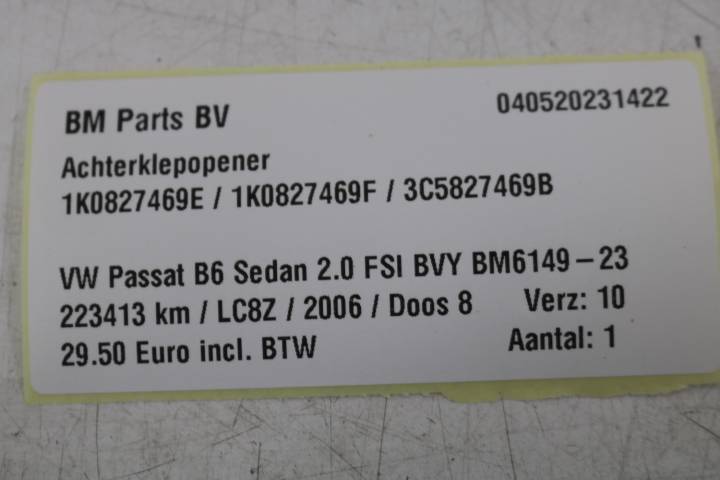 BM Parts BV 040520231422
Achterklepopener
1K0827469E / 1K0827469F / 3C5827469B
VW Passat B6 Sedan 2.0 FSI BVY BM6149-23
223413 km / LC8Z / 2006 / Doos 8 Verz: 10
29.50 Euro incl. BTW Aantal: 1